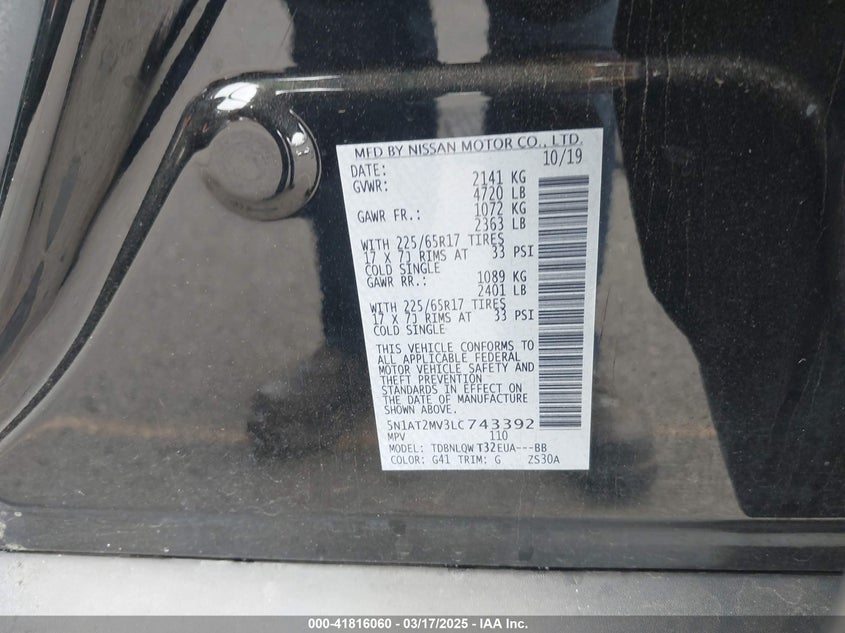 MFD BY NISSAN MOTOR CO., LTD.
DATE: 10/19
GVWR: 2141 KG
4720 LB
GAWR FR.: 1072 KG
2363 LB
WITH 225/65R17 TIRES
17 X 7J RIMS AT 33 PSI
COLD SINGLE
GAWR RR.: 1089 KG
2401 LB
WITH 225/65R17 TIRES
17 X 7J RIMS AT 33 PSI
COLD SINGLE
THIS VEHICLE CONFORMS TO
ALL APPLICABLE FEDERAL
MOTOR VEHICLE SAFETY AND
THEFT PREVENTION
STANDARDS IN EFFECT ON
THE DATE OF MANUFACTURE
SHOWN ABOVE.
5N1AT2MV3LC743392
MPV 110
MODEL: TDBNLQW T32EUA---BB
COLOR: G41 TRIM: G ZS30A
000-41816060 — 03/17/2025 — IAA Inc.